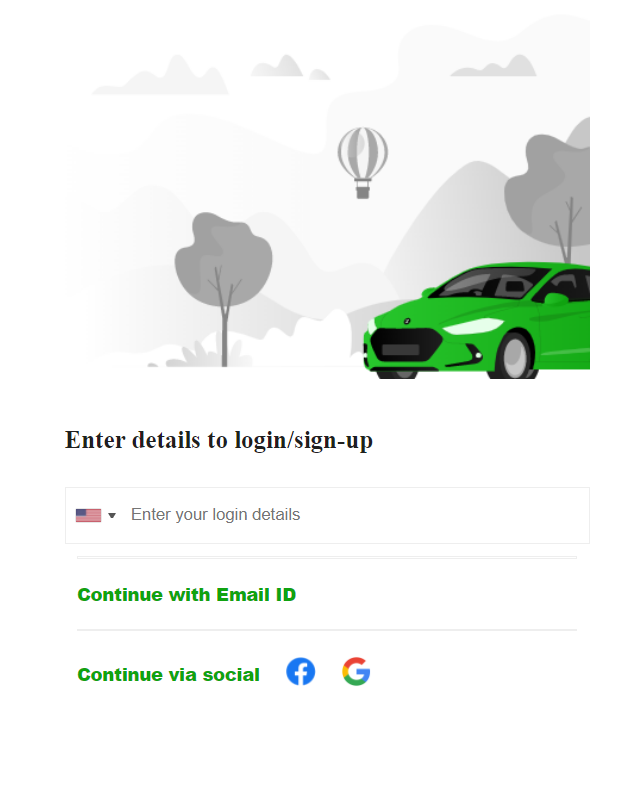 Enter details to login/sign-up
Enter your login details
Continue with Email ID
Continue via social